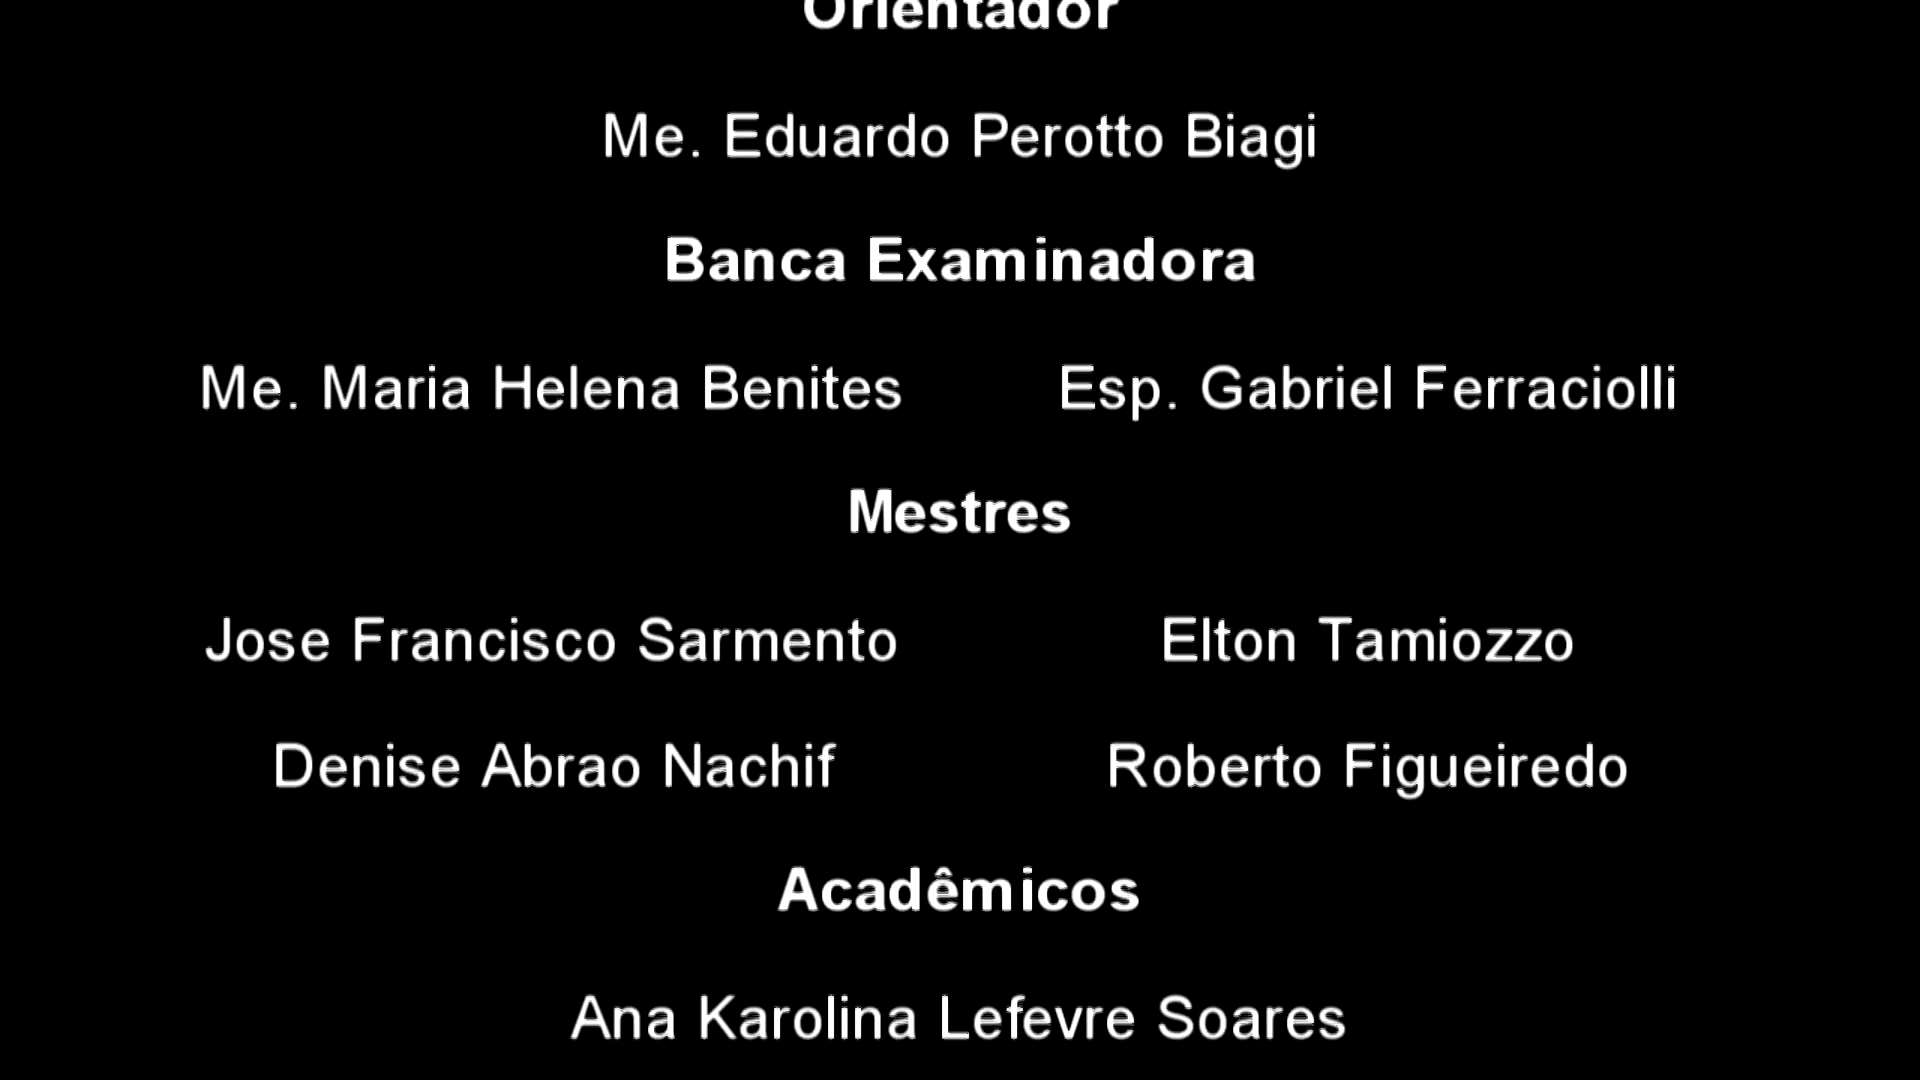 Orientador
Me. Eduardo Perotto Biagi
Banca Examinadora
Me. Maria Helena Benites Esp. Gabriel Ferraciolli
Mestres
Jose Francisco Sarmento Elton Tamiozzo
Denise Abrao Nachif Roberto Figueiredo
Acadêmicos
Ana Karolina Lefevre Soares